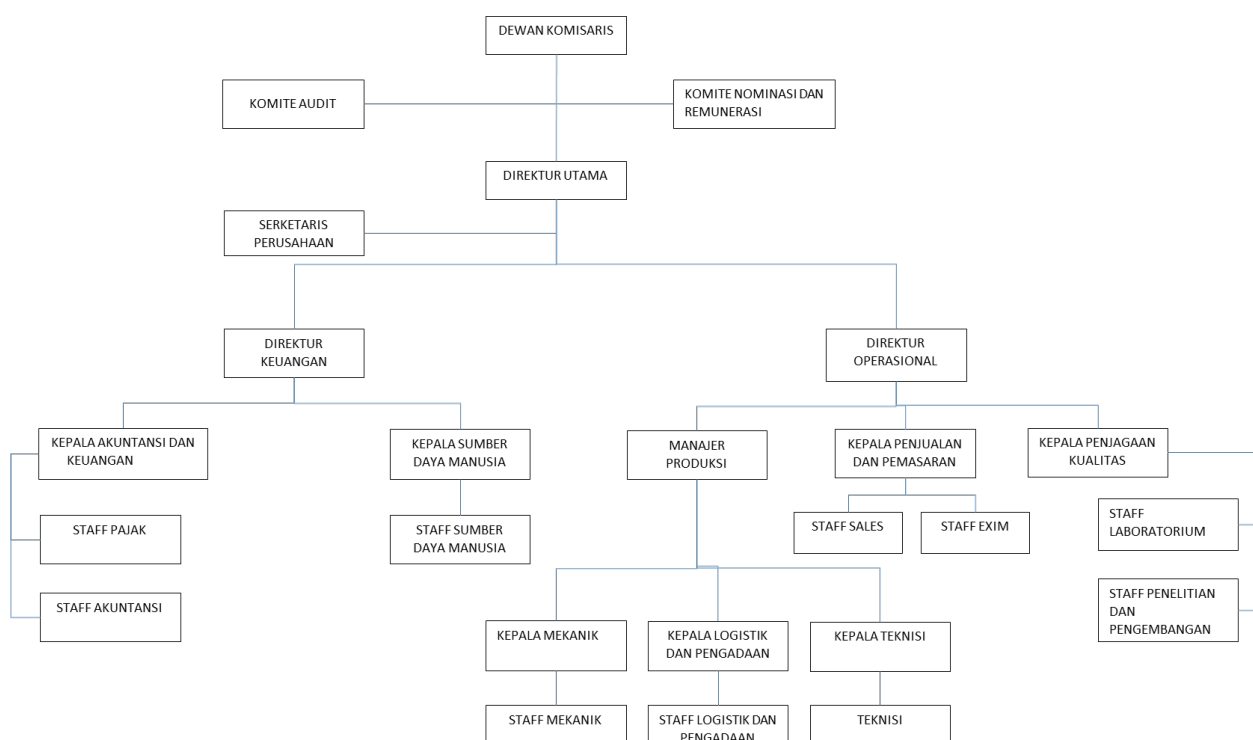 DEWAN KOMISARIS
KOMITE AUDIT
KOMITE NOMINASI DAN
REMUNERASI
DIREKTUR UTAMA
SERKETARIS
PERUSAHAAN
DIREKTUR
KEUANGAN
DIREKTUR
OPERASIONAL
KEPALA AKUNTANSI DAN
KEUANGAN
KEPALA SUMBER
DAYA MANUSIA
MANAJER
PRODUKSI
KEPALA PENJUALAN
DAN PEMASARAN
KEPALA PENJAGAAN
KUALITAS
STAFF PAJAK
STAFF SUMBER
DAYA MANUSIA
STAFF SALES
STAFF EXIM
STAFF
LABORATORIUM
STAFF AKUNTANSI
STAFF PENELITIAN
DAN
PENGEMBANGAN
KEPALA MEKANIK
KEPALA LOGISTIK
DAN PENGADAAN
KEPALA TEKNISI
STAFF MEKANIK
STAFF LOGISTIK DAN
PENGADAAN
TEKNISI